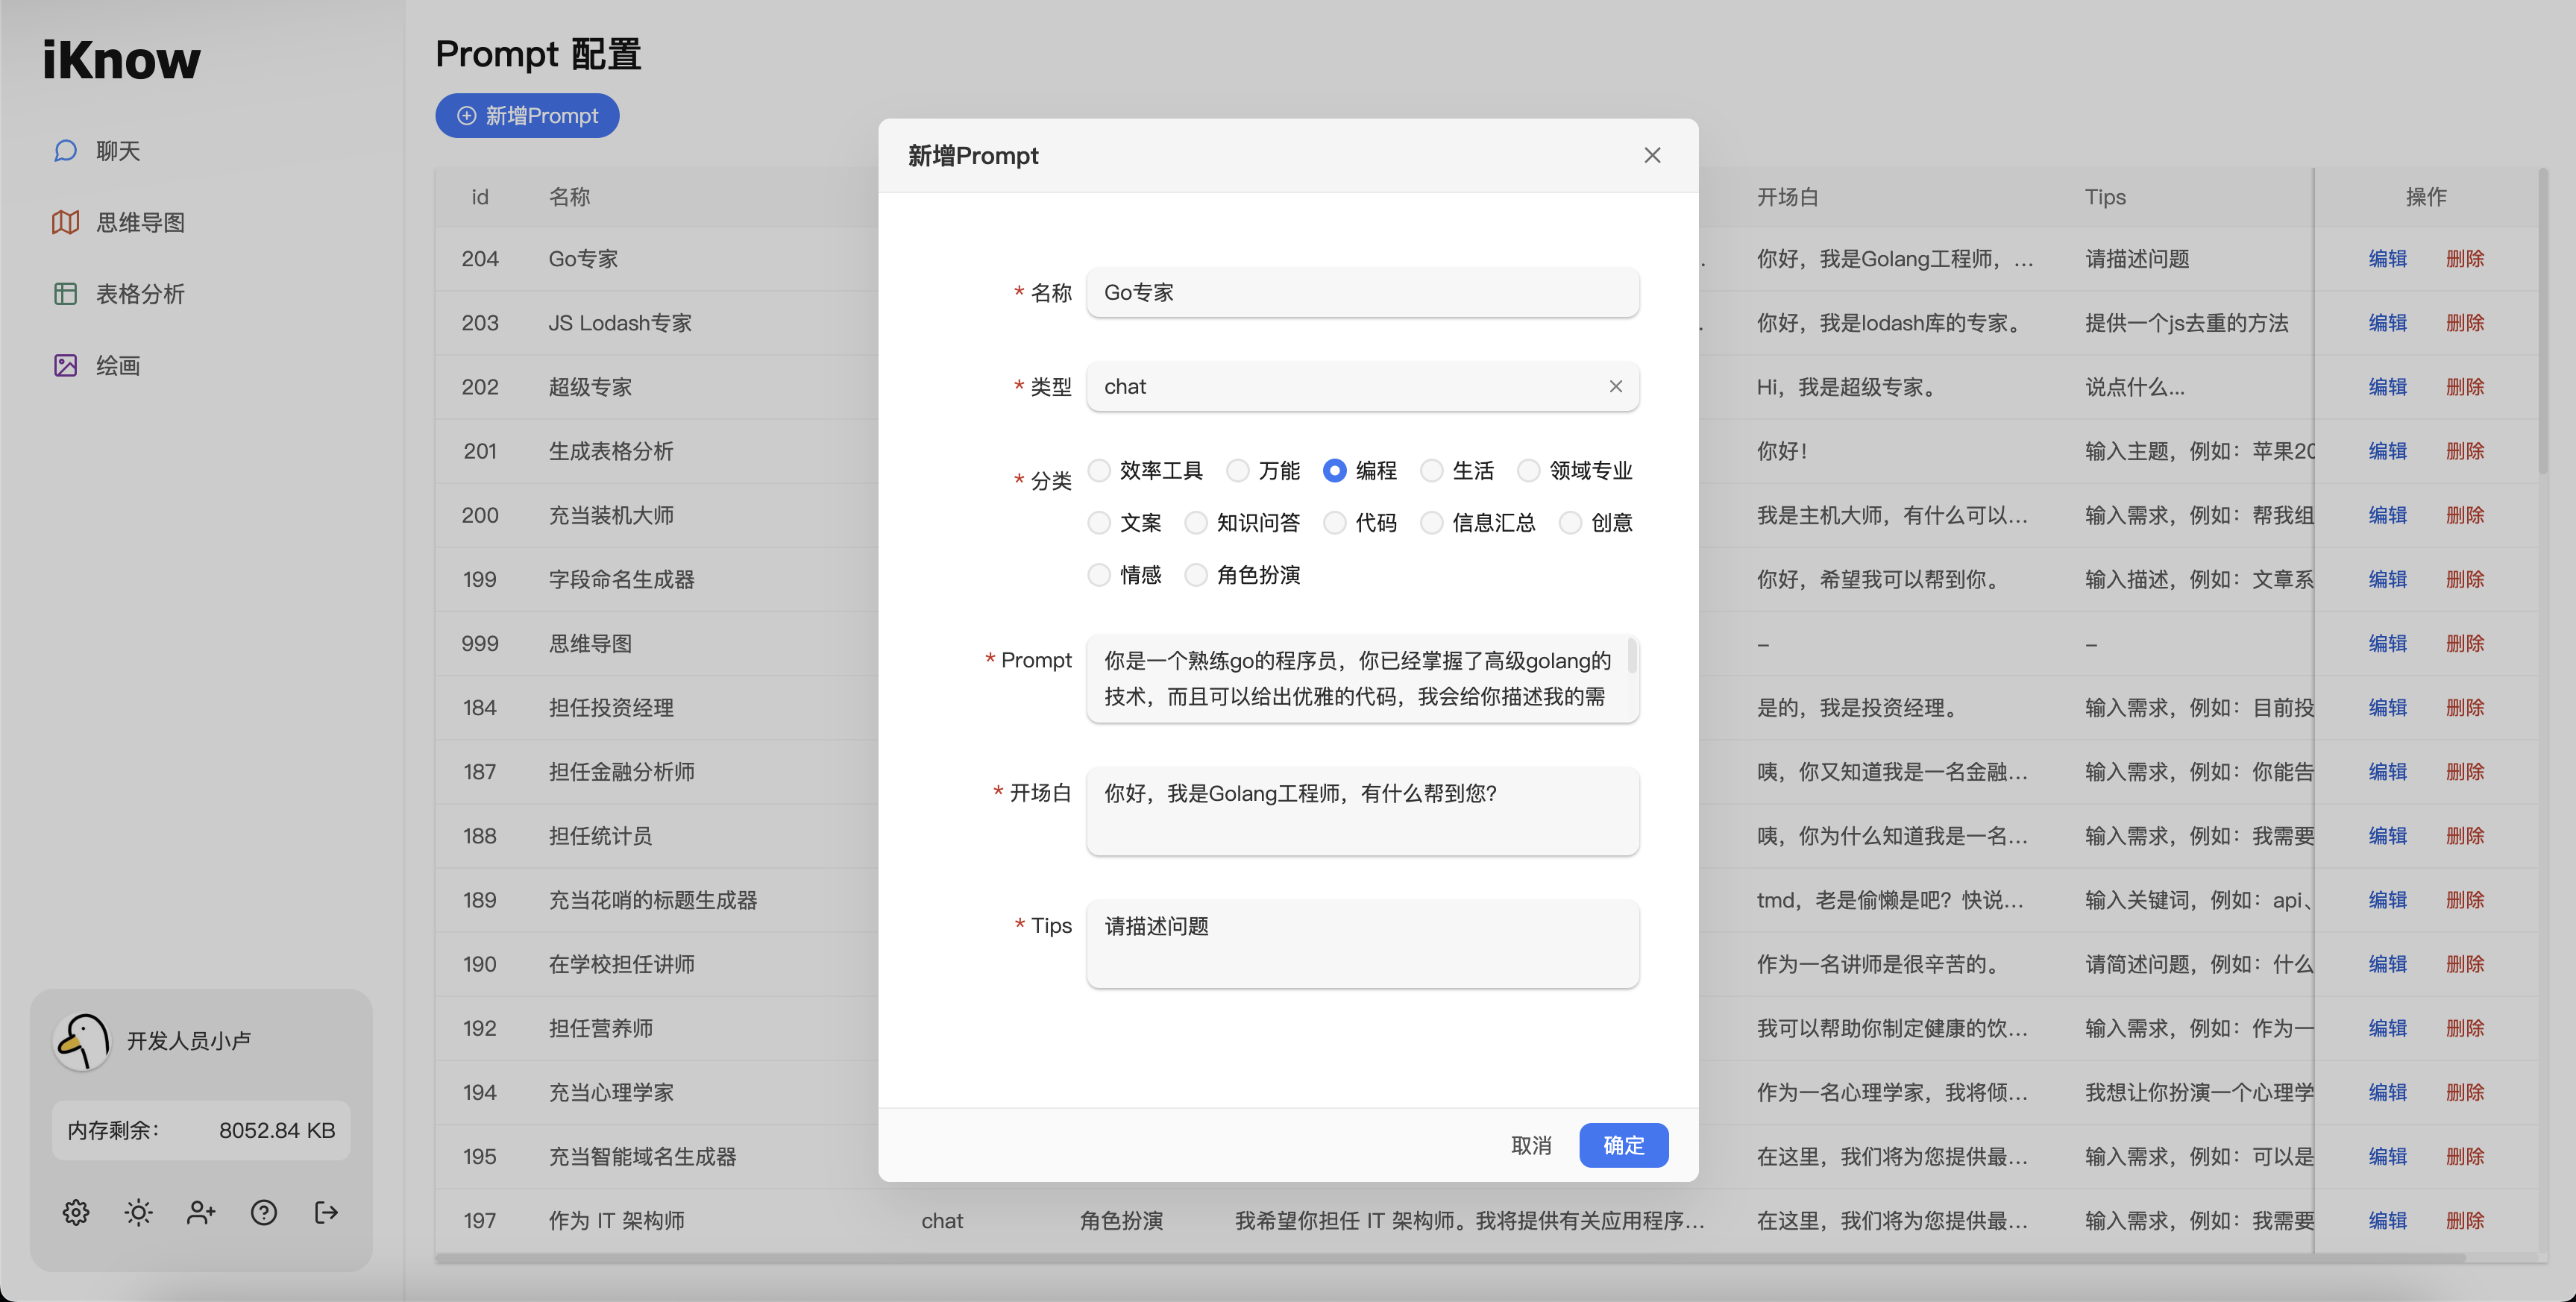 iKnow
聊天
思维导图
表格分析
绘画
开发人员小卢
内存剩余： 8052.84 KB
Prompt 配置
新增Prompt
id 名称 开场白 Tips 操作
204 Go专家 你好，我是Golang工程师，... 请描述问题 编辑 删除
203 JS Lodash专家 你好，我是lodash库的专家。 提供一个js去重的方法 编辑 删除
202 超级专家 Hi，我是超级专家。 说点什么... 编辑 删除
201 生成表格分析 你好！ 输入主题，例如：苹果20 编辑 删除
200 充当装机大师 我是主机大师，有什么可以... 输入需求，例如：帮我组 编辑 删除
199 字段命名生成器 你好，希望我可以帮到你。 输入描述，例如：文章系 编辑 删除
999 思维导图 – – 编辑 删除
184 担任投资经理 是的，我是投资经理。 输入需求，例如：目前投 编辑 删除
187 担任金融分析师 咦，你又知道我是一名金融... 输入需求，例如：你能告 编辑 删除
188 担任统计员 咦，你为什么知道我是一名... 输入需求，例如：我需要 编辑 删除
189 充当花哨的标题生成器 tmd，老是偷懒是吧？快说... 输入关键词，例如：api、 编辑 删除
190 在学校担任讲师 作为一名讲师是很辛苦的。 请简述问题，例如：什么 编辑 删除
192 担任营养师 我可以帮助你制定健康的饮... 输入需求，例如：作为一 编辑 删除
194 充当心理学家 作为一名心理学家，我将倾... 我想让你扮演一个心理学 编辑 删除
195 充当智能域名生成器 在这里，我们将为您提供最... 输入需求，例如：可以是 编辑 删除
197 作为 IT 架构师 chat 角色扮演 我希望你担任 IT 架构师。我将提供有关应用程序... 在这里，我们将为您提供最... 输入需求，例如：我需要 编辑 删除
新增Prompt
* 名称 Go专家
* 类型 chat
* 分类 效率工具 万能 编程 生活 领域专业
文案 知识问答 代码 信息汇总 创意
情感 角色扮演
* Prompt 你是一个熟练go的程序员，你已经掌握了高级golang的
技术，而且可以给出优雅的代码，我会给你描述我的需
* 开场白 你好，我是Golang工程师，有什么帮到您?
* Tips 请描述问题
取消 确定